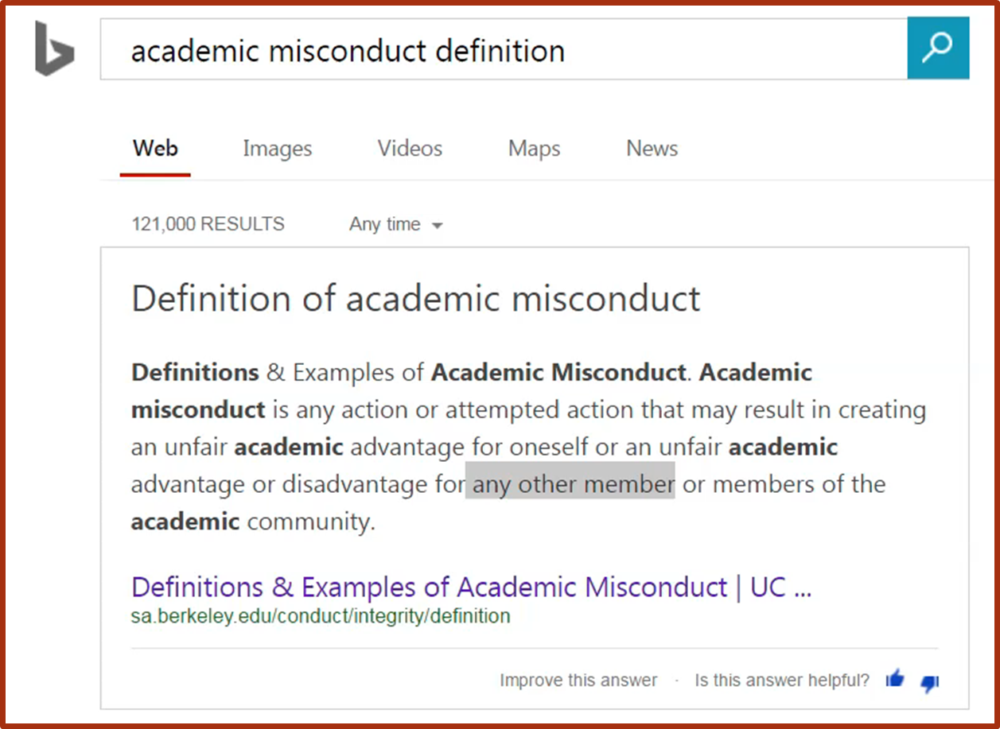 academic misconduct definition
Web Images Videos Maps News
121,000 RESULTS Any time
Definition of academic misconduct
Definitions & Examples of Academic Misconduct. Academic
misconduct is any action or attempted action that may result in creating
an unfair academic advantage for oneself or an unfair academic
advantage or disadvantage for any other member or members of the
academic community.
Definitions & Examples of Academic Misconduct | UC ...
sa.berkeley.edu/conduct/integrity/definition
Improve this answer · Is this answer helpful?